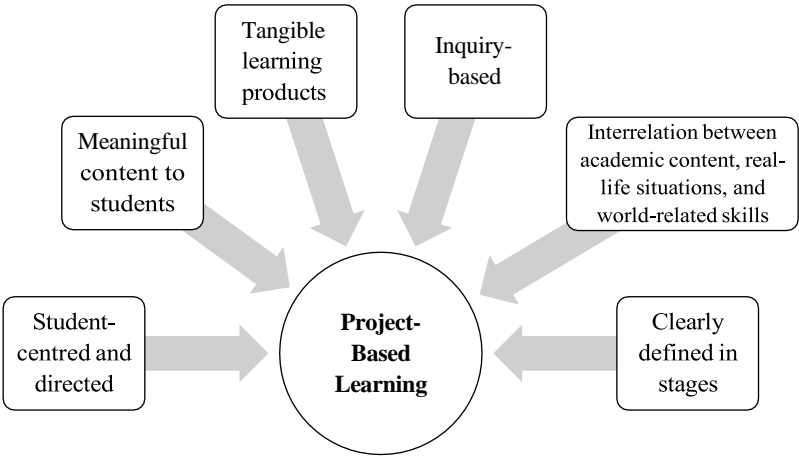 Tangible
learning
products
Inquiry-
based
Meaningful
content to
students
Interrelation between
academic content, real-
life situations, and
world-related skills
Student-
centred and
directed
Project-
Based
Learning
Clearly
defined in
stages